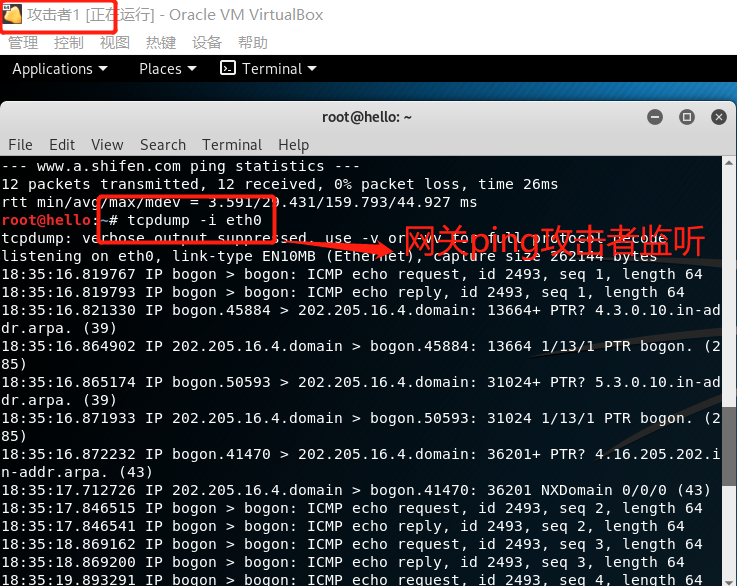 攻击者1 [正在运行] - Oracle VM VirtualBox
管理 控制 视图 热键 设备 帮助
Applications Places Terminal
root@hello: ~
File Edit View Search Terminal Help
--- www.a.shifen.com ping statistics ---
12 packets transmitted, 12 received, 0% packet loss, time 26ms
rtt min/avg/max/mdev = 3.591/29.431/159.793/44.927 ms
root@hello:~# tcpdump -i eth0
网关ping攻击者监听
tcpdump: verbose output suppressed, use -v or -vv for full protocol decode
listening on eth0, link-type EN10MB (Ethernet), capture size 262144 bytes
18:35:16.819767 IP bogon > bogon: ICMP echo request, id 2493, seq 1, length 64
18:35:16.819793 IP bogon > bogon: ICMP echo reply, id 2493, seq 1, length 64
18:35:16.821330 IP bogon.45884 > 202.205.16.4.domain: 13664+ PTR? 4.3.0.10.in-ad
dr.arpa. (39)
18:35:16.864902 IP 202.205.16.4.domain > bogon.45884: 13664 1/13/1 PTR bogon. (2
85)
18:35:16.865174 IP bogon.50593 > 202.205.16.4.domain: 31024+ PTR? 5.3.0.10.in-ad
dr.arpa. (39)
18:35:16.871933 IP 202.205.16.4.domain > bogon.50593: 31024 1/13/1 PTR bogon. (2
85)
18:35:16.872232 IP bogon.41470 > 202.205.16.4.domain: 36201+ PTR? 4.16.205.202.i
n-addr.arpa. (43)
18:35:17.712726 IP 202.205.16.4.domain > bogon.41470: 36201 NXDomain 0/0/0 (43)
18:35:17.846515 IP bogon > bogon: ICMP echo request, id 2493, seq 2, length 64
18:35:17.846541 IP bogon > bogon: ICMP echo reply, id 2493, seq 2, length 64
18:35:18.869162 IP bogon > bogon: ICMP echo request, id 2493, seq 3, length 64
18:35:18.869200 IP bogon > bogon: ICMP echo reply, id 2493, seq 3, length 64
18:35:19.893291 IP bogon > bogon: ICMP echo request, id 2493, seq 4, length 64